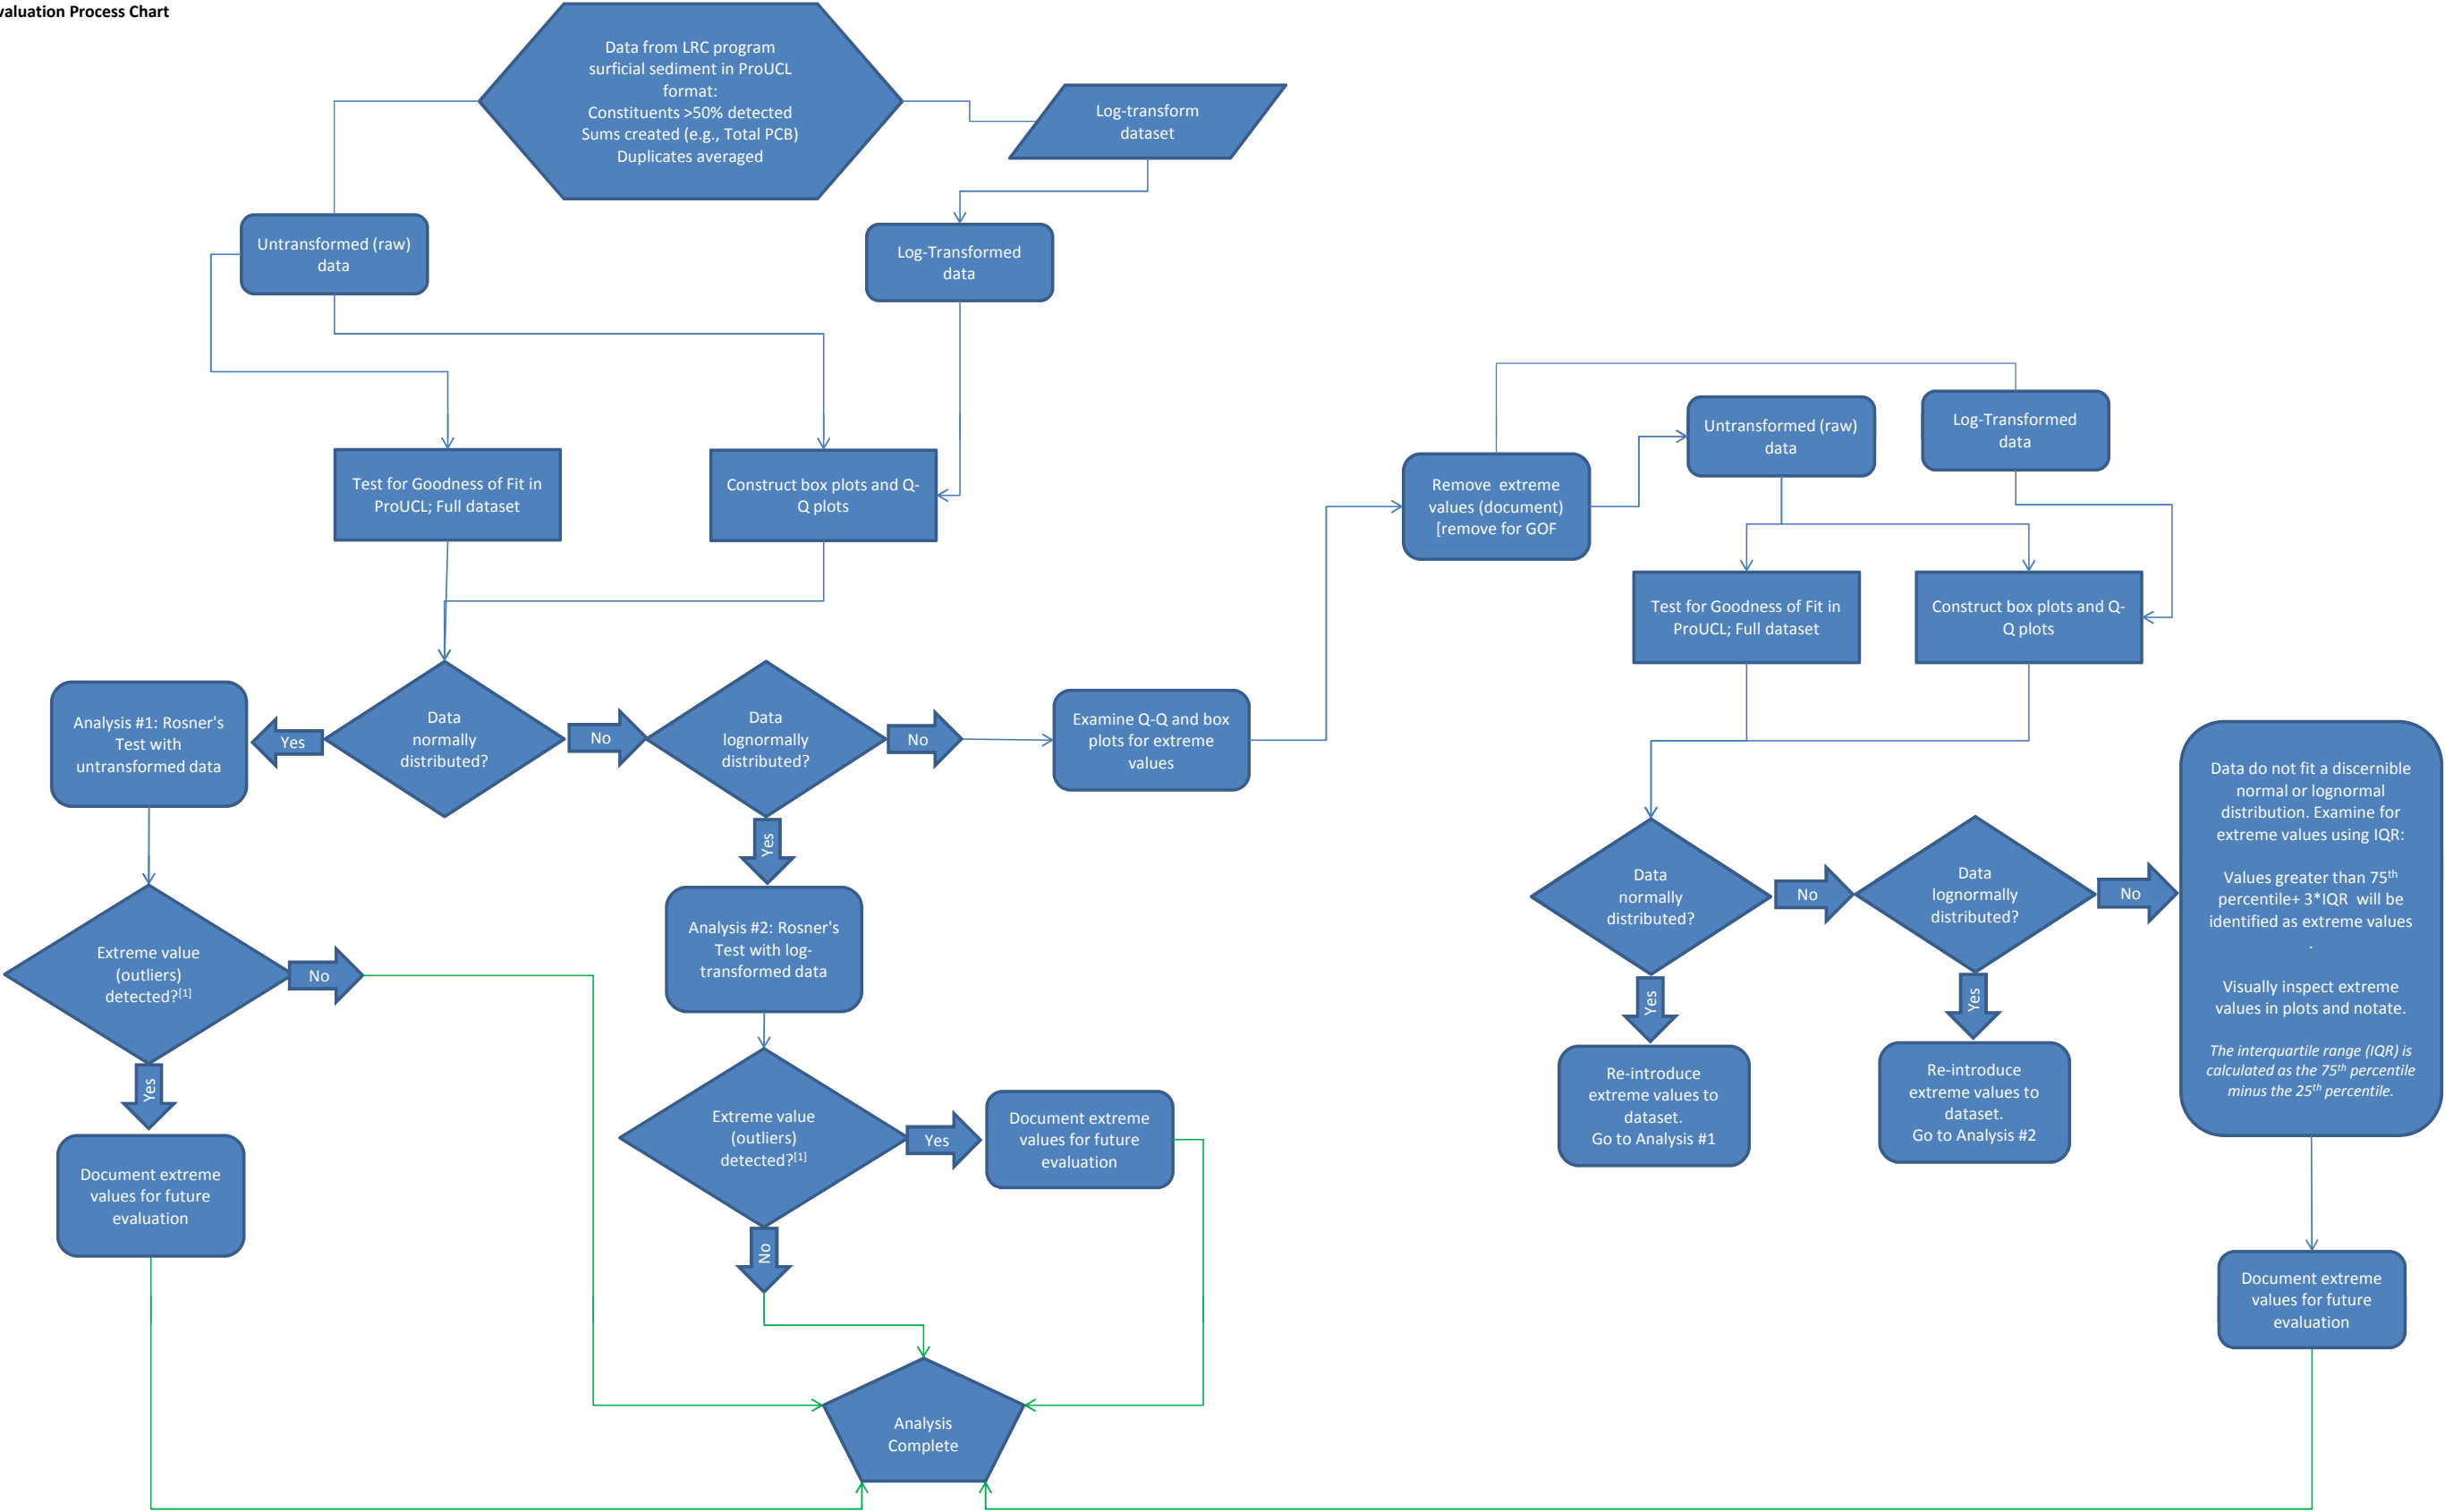 valuation Process Chart
Data from LRC program
surficial sediment in ProUCL
format:
Constituents >50% detected
Sums created (e.g., Total PCB)
Duplicates averaged
Log-transform
dataset
Untransformed (raw)
data
Log-Transformed
data
Test for Goodness of Fit in
ProUCL; Full dataset
Construct box plots and Q-
Q plots
Remove  extreme
values (document)
[remove for GOF
Untransformed (raw)
data
Log-Transformed
data
Test for Goodness of Fit in
ProUCL; Full dataset
Construct box plots and Q-
Q plots
Analysis #1: Rosner's
Test with
untransformed data
Yes
Data
normally
distributed?
No
Data
lognormally
distributed?
No
Examine Q-Q and box
plots for extreme
values
Yes
Analysis #2: Rosner's
Test with log-
transformed data
Extreme value
(outliers)
detected?[1]
No
Yes
Document extreme
values for future
evaluation
Extreme value
(outliers)
detected?[1]
Yes
Document extreme
values for future
evaluation
No
Analysis
Complete
Data
normally
distributed?
No
Data
lognormally
distributed?
No
Yes
Re-introduce
extreme values to
dataset.
Go to Analysis #1
Yes
Re-introduce
extreme values to
dataset.
Go to Analysis #2
Data do not fit a discernible
normal or lognormal
distribution. Examine for
extreme values using IQR:
Values greater than 75th
percentile+ 3*IQR  will be
identified as extreme values
.
Visually inspect extreme
values in plots and notate.
The interquartile range (IQR) is
calculated as the 75th percentile
minus the 25th percentile.
Document extreme
values for future
evaluation